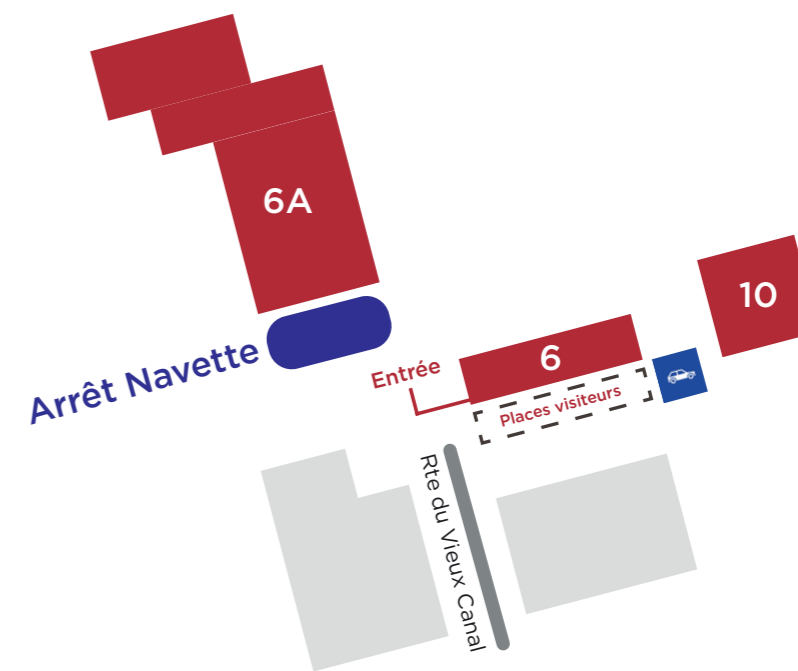 6A
10
Arrêt Navette
Entrée
6
Places visiteurs
Rte du Vieux Canal